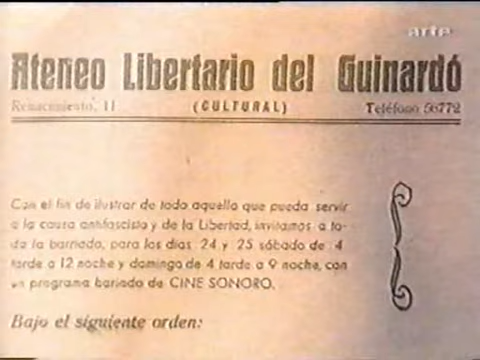 arte
Ateneo Libertario del Guinardó
Renacimiento, 11 (CULTURAL) Teléfono 56772
Con el fin de ilustrar de todo aquello que pueda servir
a la causa antifascista y de la Libertad, invitamos a to-
da la barriada, para los días 24 y 25 sábado de 4
tarde a 12 noche y domingo de 4 tarde a 9 noche, con
un programa bariado de CINE SONORO.
Bajo el siguiente orden: